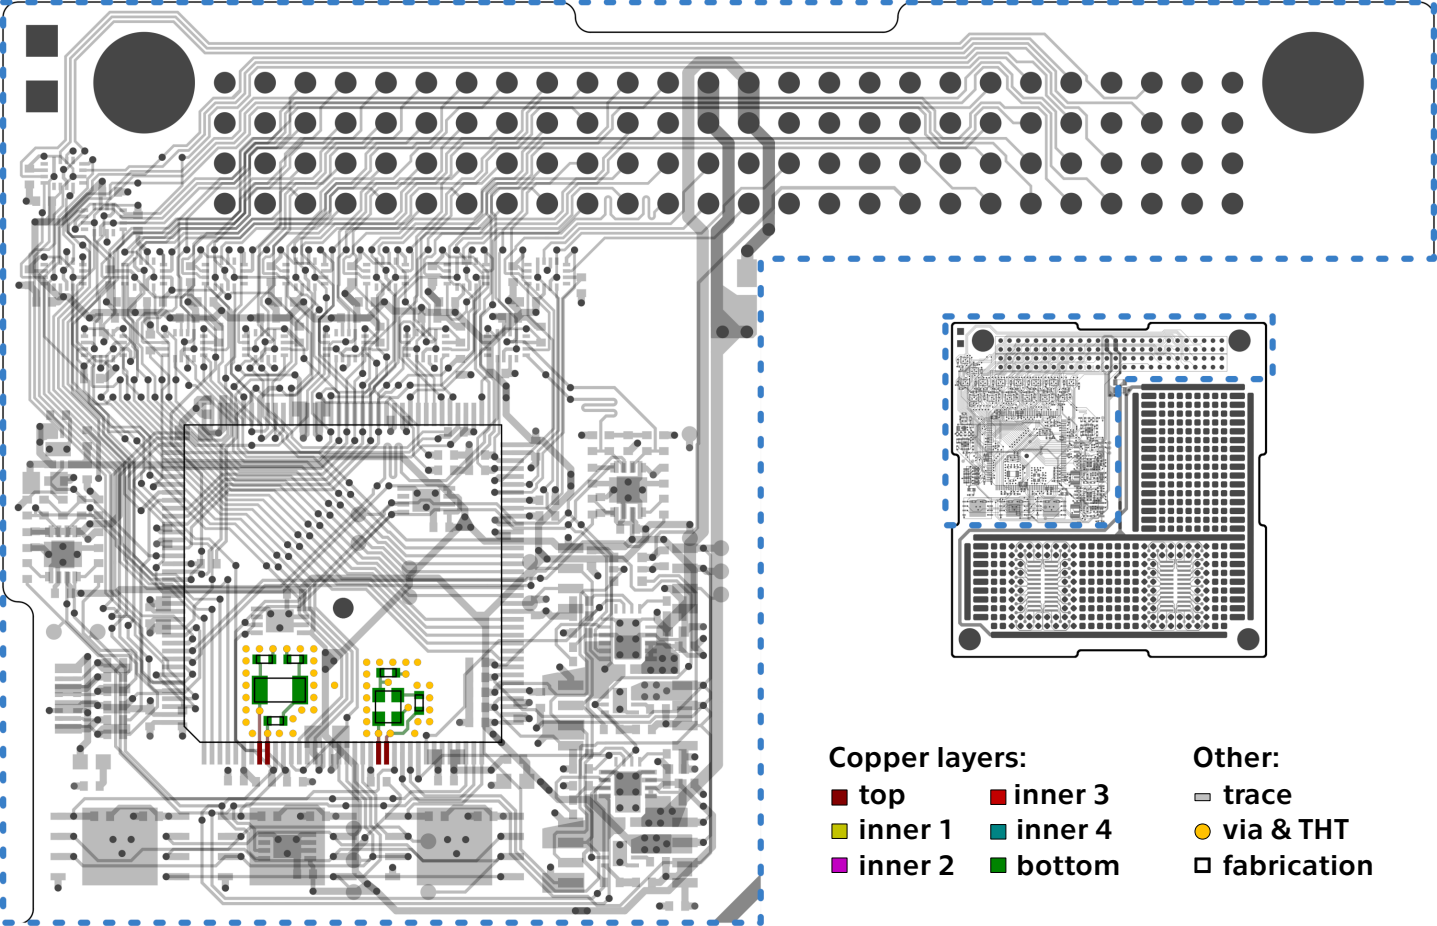 Copper layers:
top
inner 1
inner 2
inner 3
inner 4
bottom
Other:
trace
via & THT
fabrication